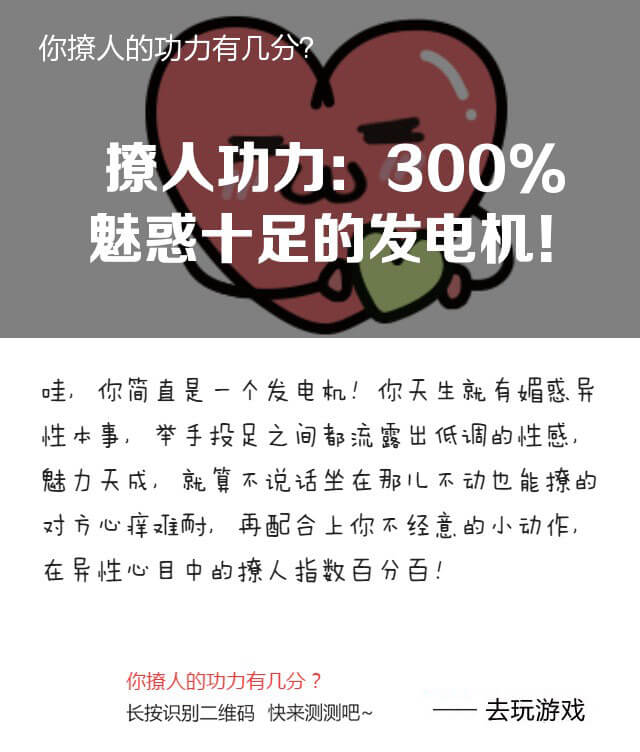 你撩人的功力有几分?
撩人功力：300%
魅惑十足的发电机!
哇，你简直是一个发电机！你天生就有媚惑异
性本事，举手投足之间都流露出低调的性感，
魅力天成，就算不说话坐在那儿不动也能撩的
对方心痒难耐，再配合上你不经意的小动作，
在异性心目中的撩人指数百分百！
你撩人的功力有几分？
长按识别二维码 快来测测吧~
—— 去玩游戏